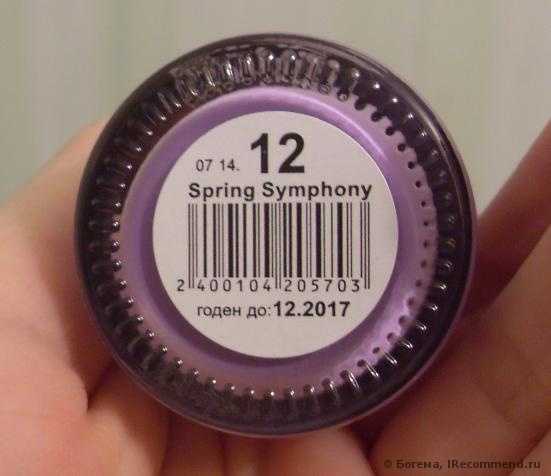 07 14. 12
Spring Symphony
2 400104 205703
годен до:12.2017
© Богема, IRecommend.ru